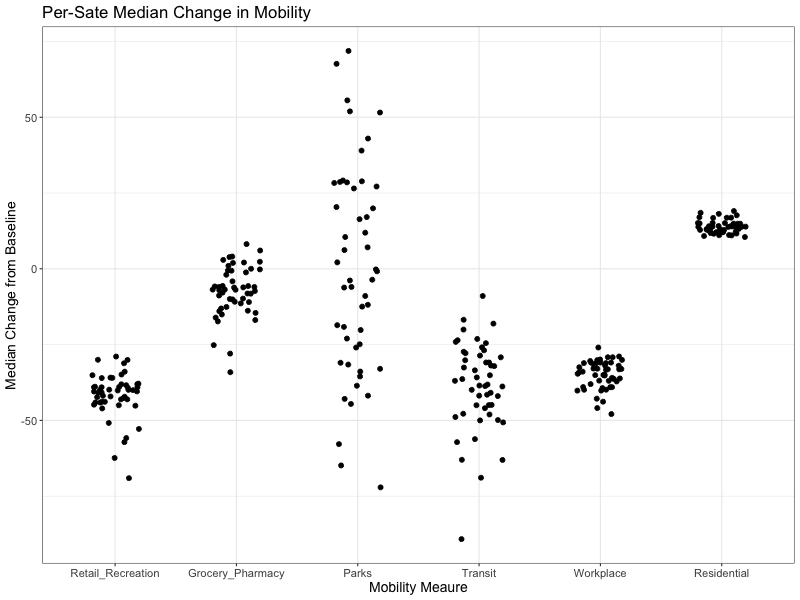 Per-Sate Median Change in Mobility
Median Change from Baseline
50
0
-50
Retail_Recreation Grocery_Pharmacy Parks Transit Workplace Residential
Mobility Meaure